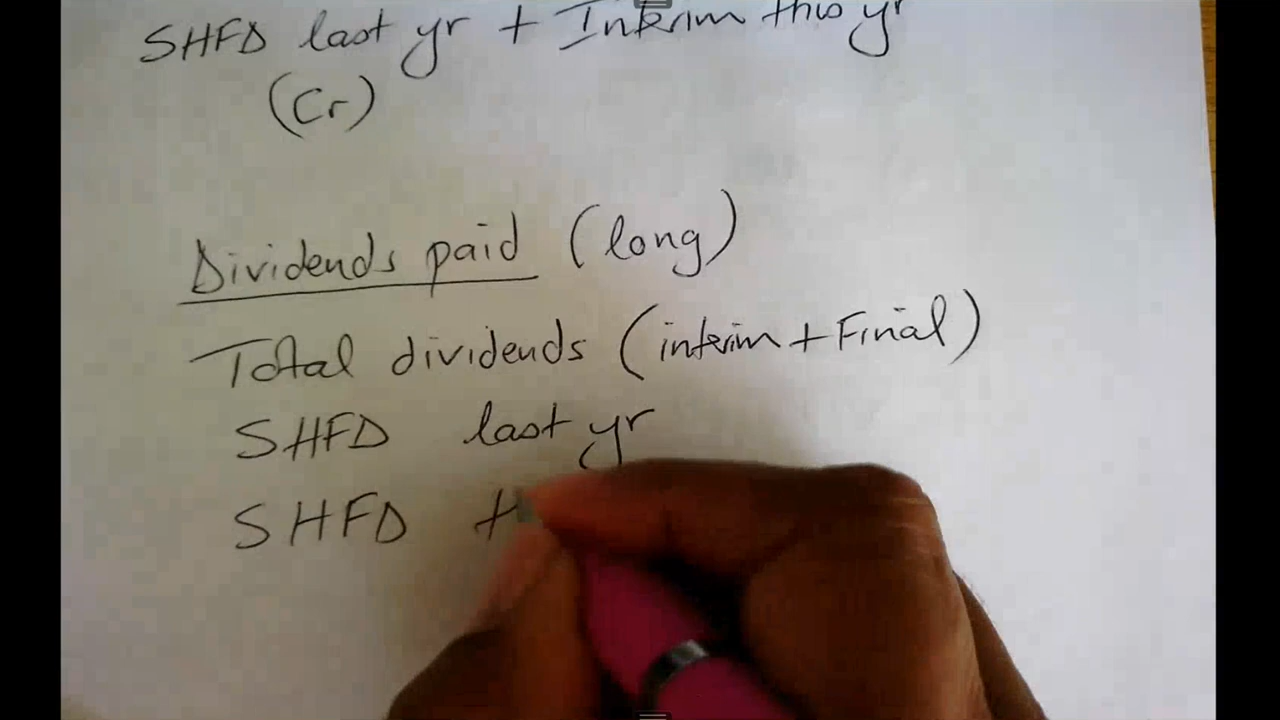 SHFD last yr + Interim this yr
(Cr)
Dividends paid (long)
Total dividends (interim + Final)
SHFD last yr
SHFD